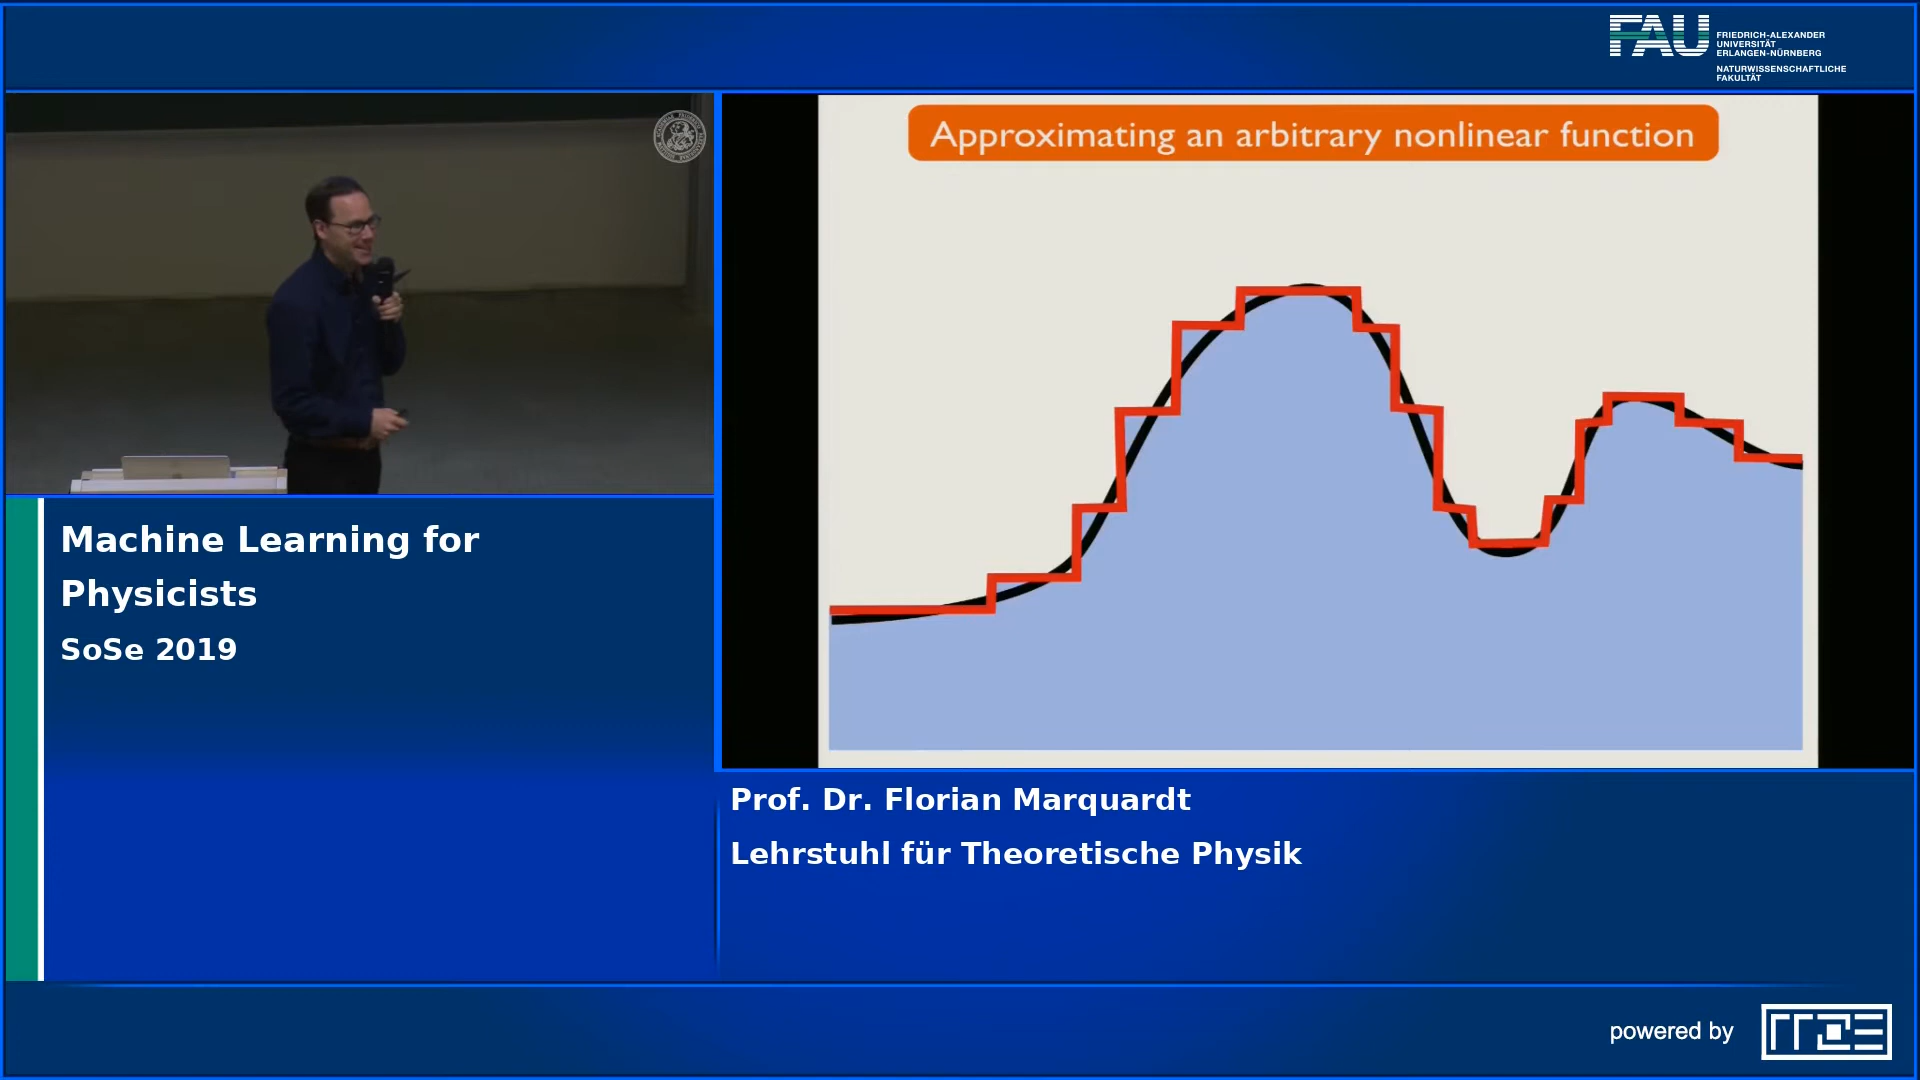 FAU
FRIEDRICH-ALEXANDER
UNIVERSITÄT
ERLANGEN-NÜRNBERG
NATURWISSENSCHAFTLICHE
FAKULTÄT
Approximating an arbitrary nonlinear function
Machine Learning for
Physicists
SoSe 2019
Prof. Dr. Florian Marquardt
Lehrstuhl für Theoretische Physik
powered by